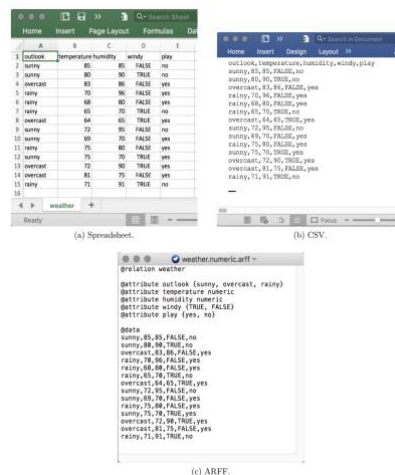 Search Sheet
Home Insert Page Layout Formulas Dat
A B C D E
1 outlook temperature humidity windy play
2 sunny 85 85 FALSE no
3 sunny 80 90 TRUE no
4 overcast 83 86 FALSE yes
5 rainy 70 96 FALSE yes
6 rainy 68 80 FALSE yes
7 rainy 65 70 TRUE no
8 overcast 64 65 TRUE yes
9 sunny 72 95 FALSE no
10 sunny 69 70 FALSE yes
11 rainy 75 80 FALSE yes
12 sunny 75 70 TRUE yes
13 overcast 72 90 TRUE yes
14 overcast 81 75 FALSE yes
15 rainy 71 91 TRUE no
16
weather +
Ready
(a) Spreadsheet.
Search in Document
Home Insert Design Layout
outlook,temperature,humidity,windy,play
sunny,85,85,FALSE,no
sunny,80,90,TRUE,no
overcast,83,86,FALSE,yes
rainy,70,96,FALSE,yes
rainy,68,80,FALSE,yes
rainy,65,70,TRUE,no
overcast,64,65,TRUE,yes
sunny,72,95,FALSE,no
sunny,69,70,FALSE,yes
rainy,75,80,FALSE,yes
sunny,75,70,TRUE,yes
overcast,72,90,TRUE,yes
overcast,81,75,FALSE,yes
rainy,71,91,TRUE,no
Focus
(b) CSV.
weather.numeric.arff
@relation weather
@attribute outlook {sunny, overcast, rainy}
@attribute temperature numeric
@attribute humidity numeric
@attribute windy {TRUE, FALSE}
@attribute play {yes, no}
@data
sunny,85,85,FALSE,no
sunny,80,90,TRUE,no
overcast,83,86,FALSE,yes
rainy,70,96,FALSE,yes
rainy,68,80,FALSE,yes
rainy,65,70,TRUE,no
overcast,64,65,TRUE,yes
sunny,72,95,FALSE,no
sunny,69,70,FALSE,yes
rainy,75,80,FALSE,yes
sunny,75,70,TRUE,yes
overcast,72,90,TRUE,yes
overcast,81,75,FALSE,yes
rainy,71,91,TRUE,no
(c) ARFF.